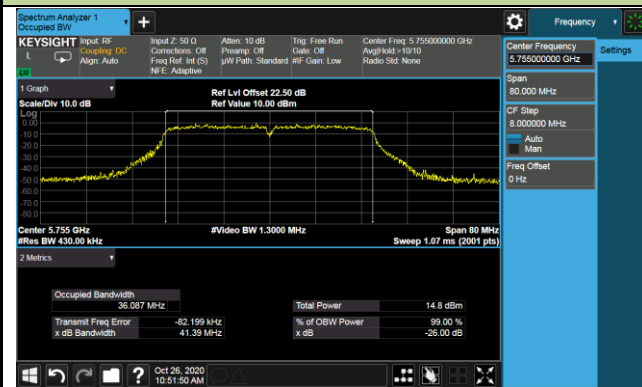 Spectrum Analyzer 1
Occupied BW
+
Frequency
KEYSIGHT
L
Input: RF
Coupling: DC
Align: Auto
Input Z: 50 Ω
Corrections: Off
Freq Ref: Int (S)
NFE: Adaptive
Atten: 10 dB
Preamp: Off
µW Path: Standard
Trig: Free Run
Gate: Off
#IF Gain: Low
Center Freq: 5.755000000 GHz
Avg|Hold:>10/10
Radio Std: None
LU
Center Frequency
5.755000000 GHz
Settings
Span
80.000 MHz
CF Step
8.000000 MHz
Auto
Man
Freq Offset
0 Hz
1 Graph
Scale/Div 10.0 dB
Ref Lvl Offset 22.50 dB
Ref Value 10.00 dBm
Log
0.00
-10.0
-20.0
-30.0
-40.0
-50.0
-60.0
-70.0
-80.0
Center 5.755 GHz
#Video BW 1.3000 MHz
Span 80 MHz
#Res BW 430.00 kHz
Sweep 1.07 ms (2001 pts)
2 Metrics
Occupied Bandwidth
36.087 MHz
Total Power 14.8 dBm
Transmit Freq Error -82.199 kHz
% of OBW Power 99.00 %
x dB Bandwidth 41.39 MHz
x dB -26.00 dB
?
Oct 26, 2020
10:51:50 AM